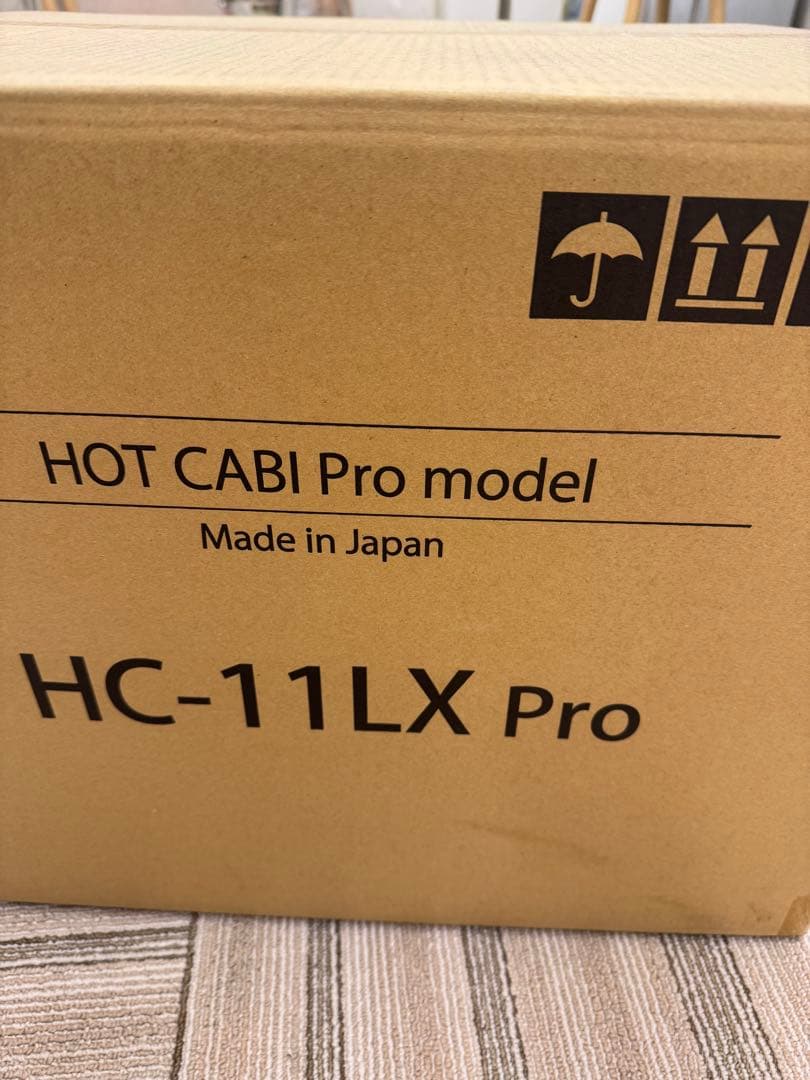 HOT CABI Pro model
Made in Japan
HC-11LX Pro